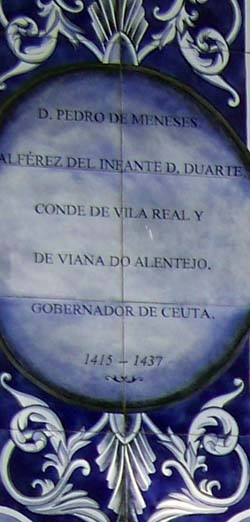 D. PEDRO DE MENESES
ALFÉREZ DEL INFANTE D. DUARTE
CONDE DE VILA REAL Y
DE VIANA DO ALENTEJO.
GOBERNADOR DE CEUTA.
1415 - 1437